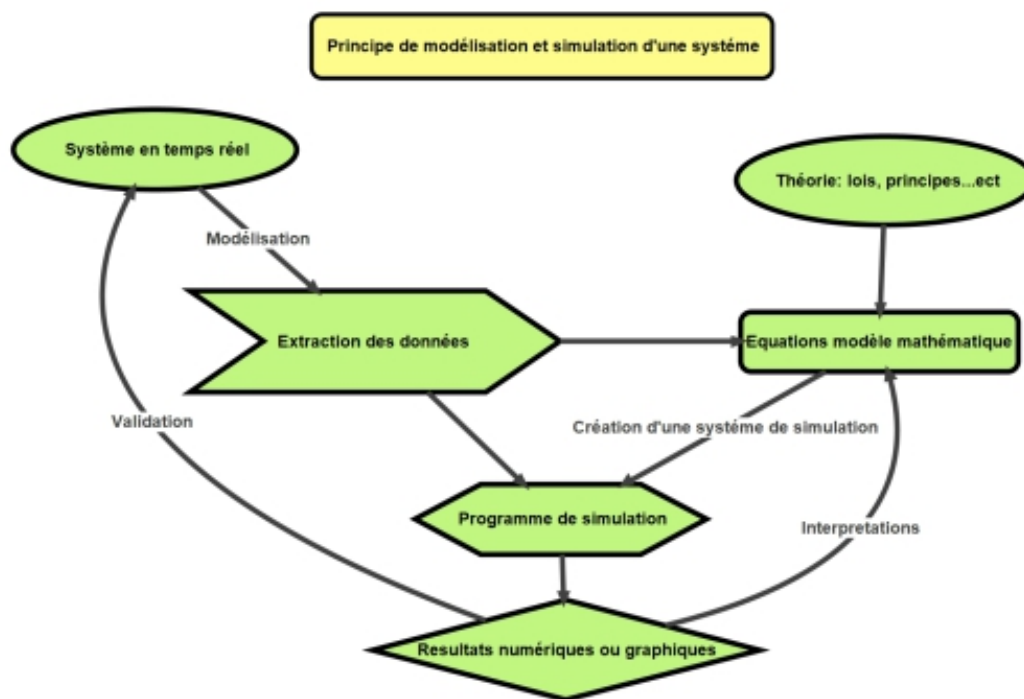 Principe de modélisation et simulation d'une systéme
Système en temps réel
Théorie: lois, principes...ect
Modélisation
Extraction des données
Equations modèle mathématique
Validation
Création d'une systéme de simulation
Programme de simulation
Interpretations
Resultats numériques ou graphiques